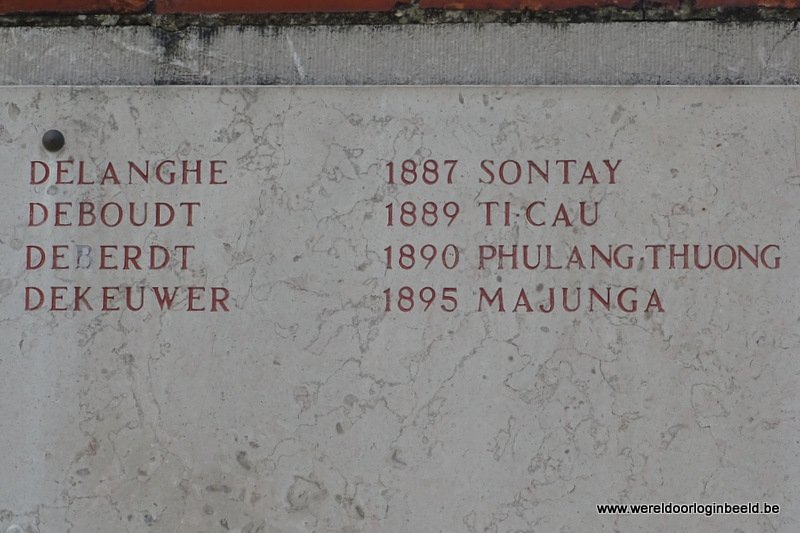 DELANGHE 1887 SONTAY
DEBOUDT 1889 TI·CAU
DEBERDT 1890 PHULANG·THUONG
DEKEUWER 1895 MAJUNGA
www.wereldoorloginbeeld.be